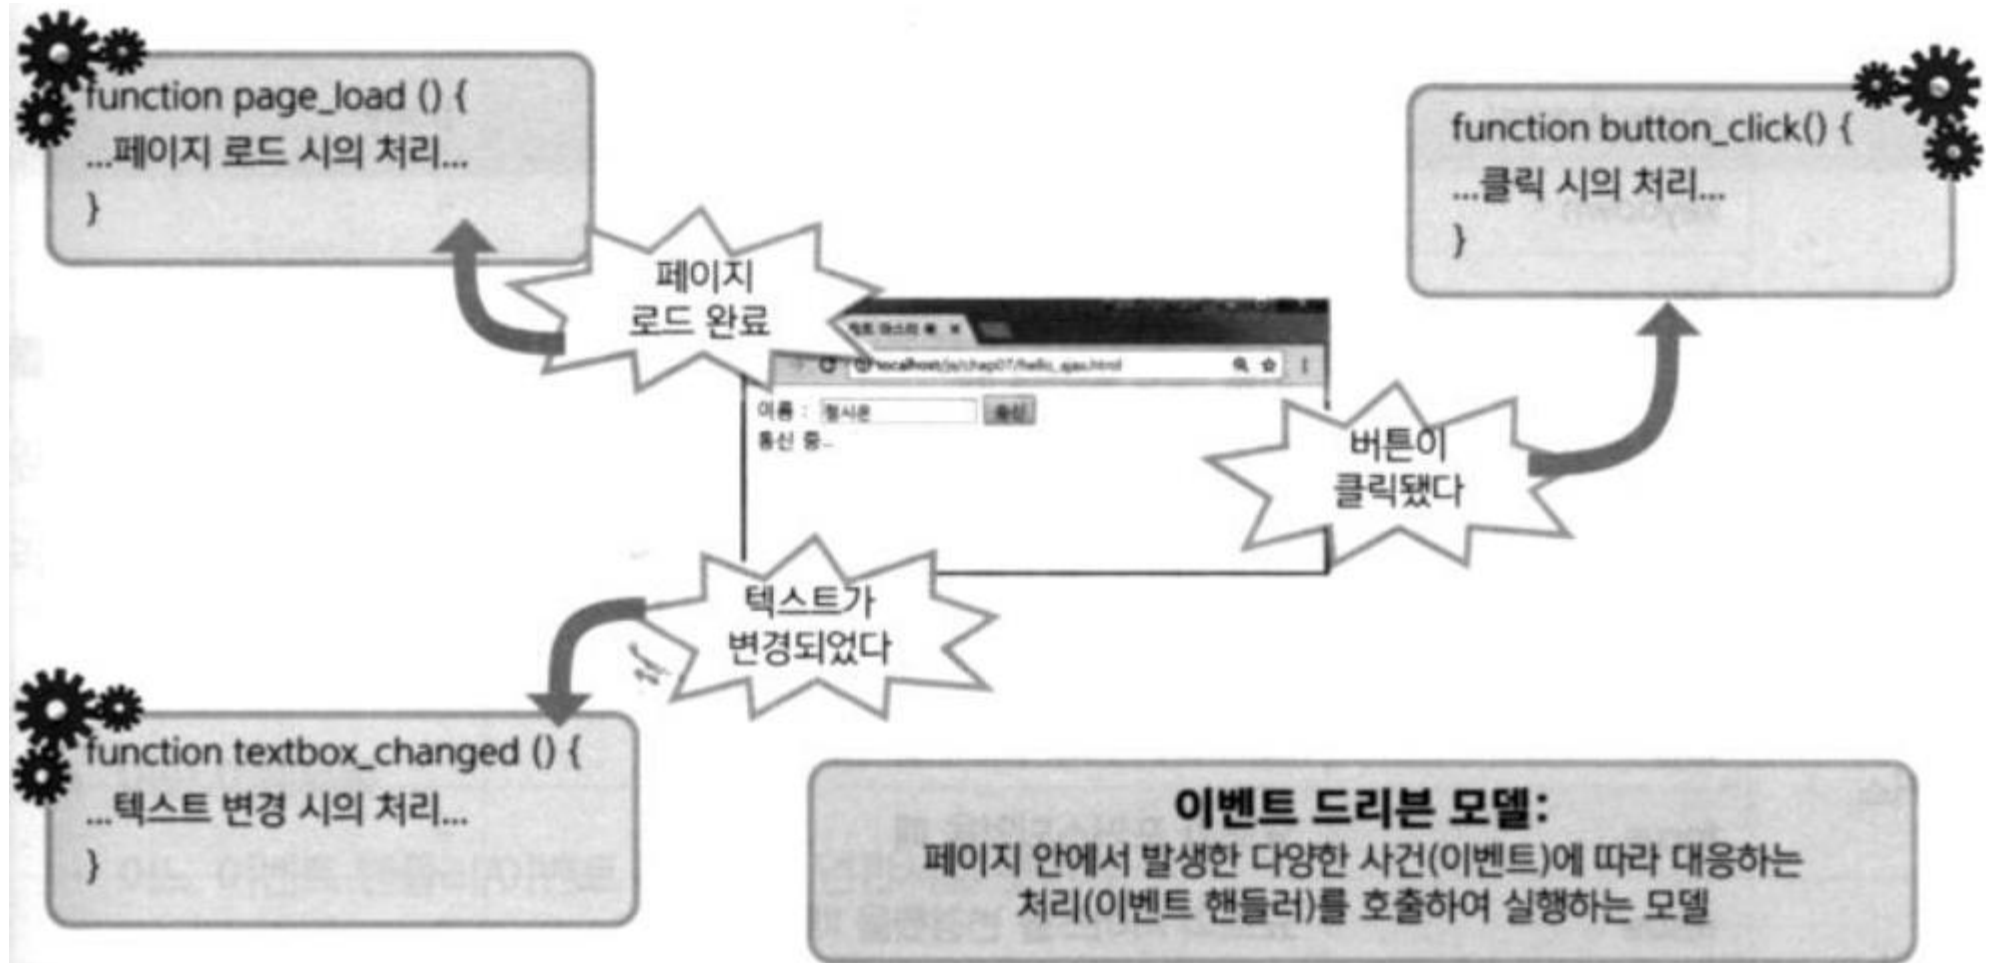 function page_load () {
...페이지 로드 시의 처리...
}
function button_click() {
...클릭 시의 처리...
}
페이지
로드 완료
localhost/js/chap07/hello_ajax.html
이름 :
통신 중...
버튼이
클릭됐다
텍스트가
변경되었다
function textbox_changed () {
...텍스트 변경 시의 처리...
}
이벤트 드리븐 모델:
페이지 안에서 발생한 다양한 사건(이벤트)에 따라 대응하는
처리(이벤트 핸들러)를 호출하여 실행하는 모델